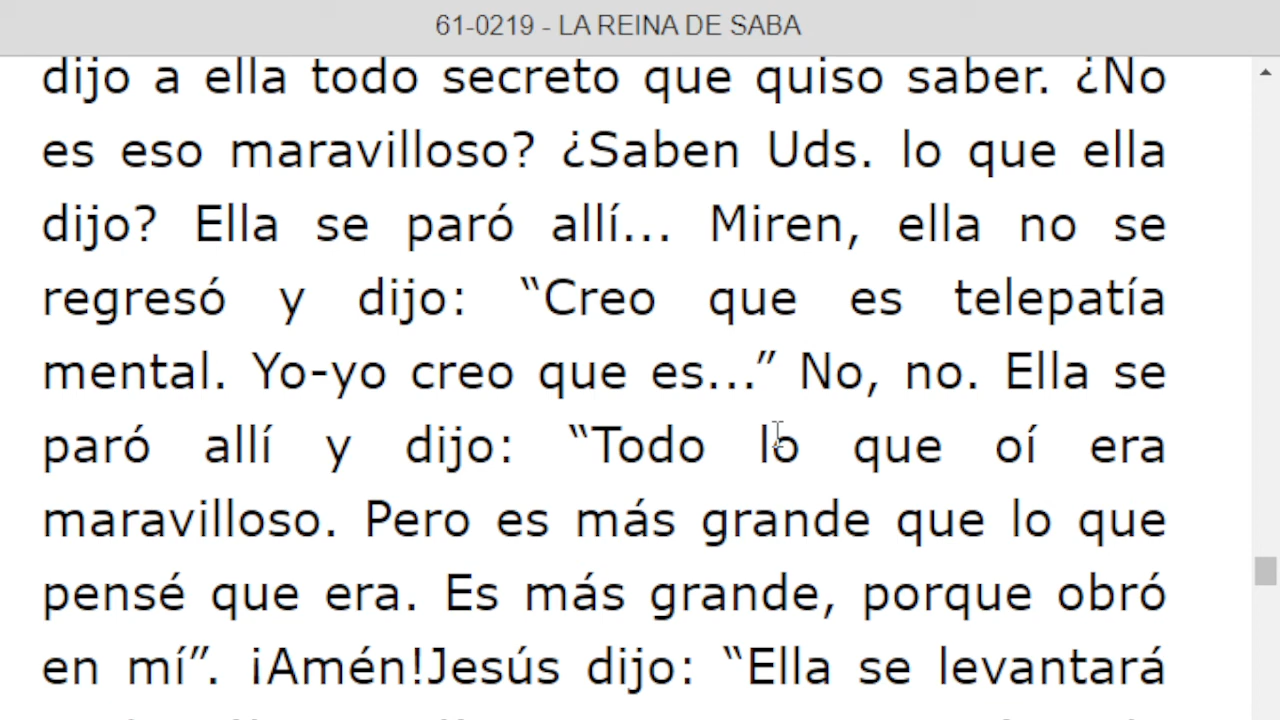 61-0219 - LA REINA DE SABA
dijo a ella todo secreto que quiso saber. ¿No
es eso maravilloso? ¿Saben Uds. lo que ella
dijo? Ella se paró allí... Miren, ella no se
regresó y dijo: “Creo que es telepatía
mental. Yo-yo creo que es...” No, no. Ella se
paró allí y dijo: “Todo lo que oí era
maravilloso. Pero es más grande que lo que
pensé que era. Es más grande, porque obró
en mí”. ¡Amén!Jesús dijo: “Ella se levantará